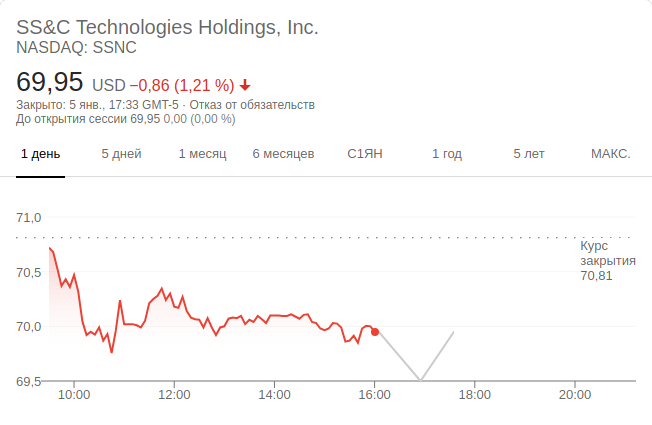 SS&C Technologies Holdings, Inc.
NASDAQ: SSNC
69,95 USD −0,86 (1,21 %)
Закрыто: 5 янв., 17:33 GMT-5 · Отказ от обязательств
До открытия сессии 69,95 0,00 (0,00 %)
1 день 5 дней 1 месяц 6 месяцев С1ЯН 1 год 5 лет МАКС.
71,0
Курс
закрытия
70,81
70,5
70,0
69,5
10:00 12:00 14:00 16:00 18:00 20:00